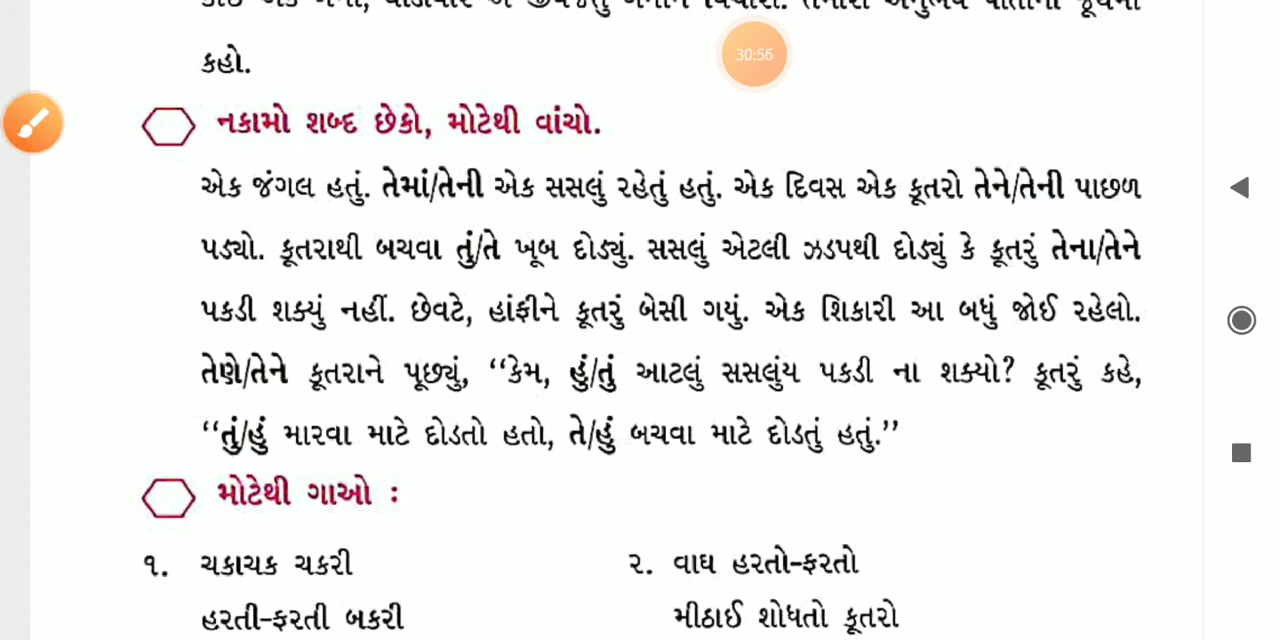 કહો.
30:56
નકામો શબ્દ છેકો, મોટેથી વાંચો.
એક જંગલ હતું. તેમાં/તેની એક સસલું રહેતું હતું. એક દિવસ એક કૂતરો તેને/તેની પાછળ
પડ્યો. કૂતરાથી બચવા તું/તે ખૂબ દોડ્યું. સસલું એટલી ઝડપથી દોડ્યું કે કૂતરું તેના/તેને
પકડી શક્યું નહીં. છેવટે, હાંફીને કૂતરું બેસી ગયું. એક શિકારી આ બધું જોઈ રહેલો.
તેણે/તેને કૂતરાને પૂછ્યું, ‘‘કેમ, હું/તું આટલું સસલુંય પકડી ના શક્યો? કૂતરું કહે,
‘‘તું/હું મારવા માટે દોડતો હતો, તે/હું બચવા માટે દોડતું હતું.’’
મોટેથી ગાઓ :
૧. ચકાચક ચકરી
હરતી-ફરતી બકરી
૨. વાઘ હરતો-ફરતો
મીઠાઈ શોધતો કૂતરો